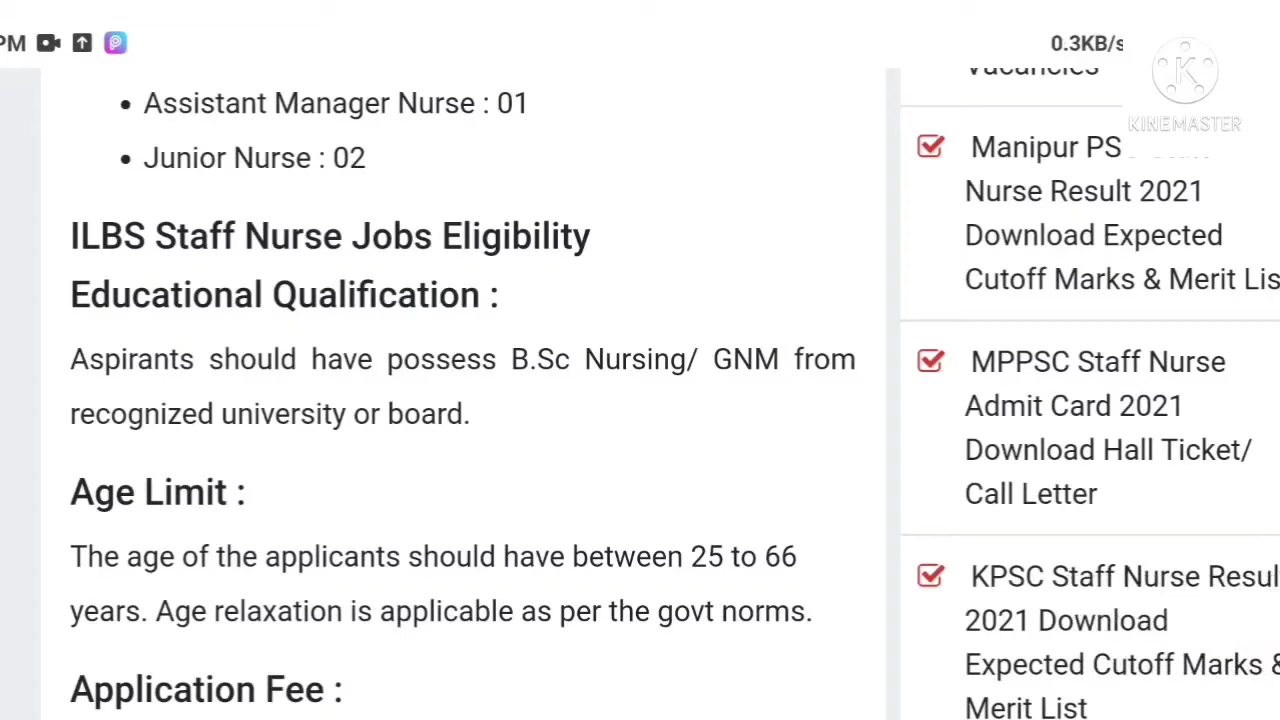 PM
0.3KB/s
KINEMASTER
Assistant Manager Nurse : 01
Junior Nurse : 02
ILBS Staff Nurse Jobs Eligibility
Educational Qualification :
Aspirants should have possess B.Sc Nursing/ GNM from
recognized university or board.
Age Limit :
The age of the applicants should have between 25 to 66
years. Age relaxation is applicable as per the govt norms.
Application Fee :
Vacancies
Manipur PS
Nurse Result 2021
Download Expected
Cutoff Marks & Merit Lis
MPPSC Staff Nurse
Admit Card 2021
Download Hall Ticket/
Call Letter
KPSC Staff Nurse Resul
2021 Download
Expected Cutoff Marks &
Merit List